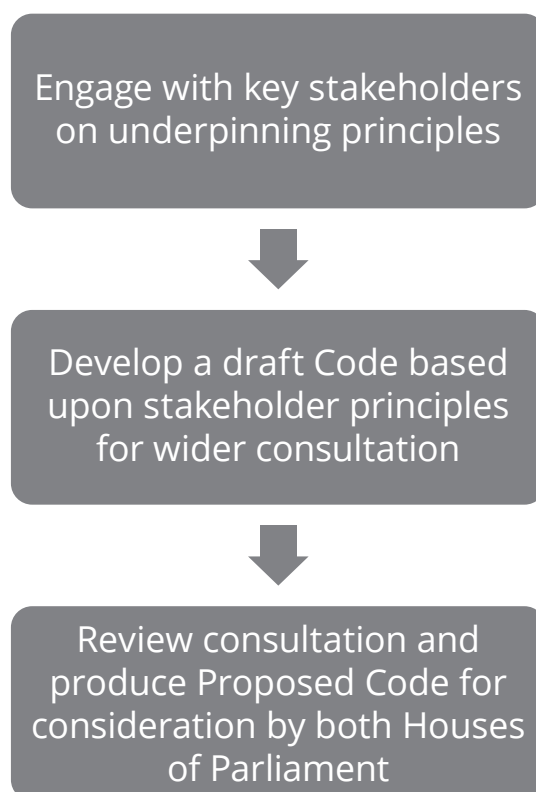 Engage with key stakeholders
on underpinning principles
Develop a draft Code based
upon stakeholder principles
for wider consultation
Review consultation and
produce Proposed Code for
consideration by both Houses
of Parliament